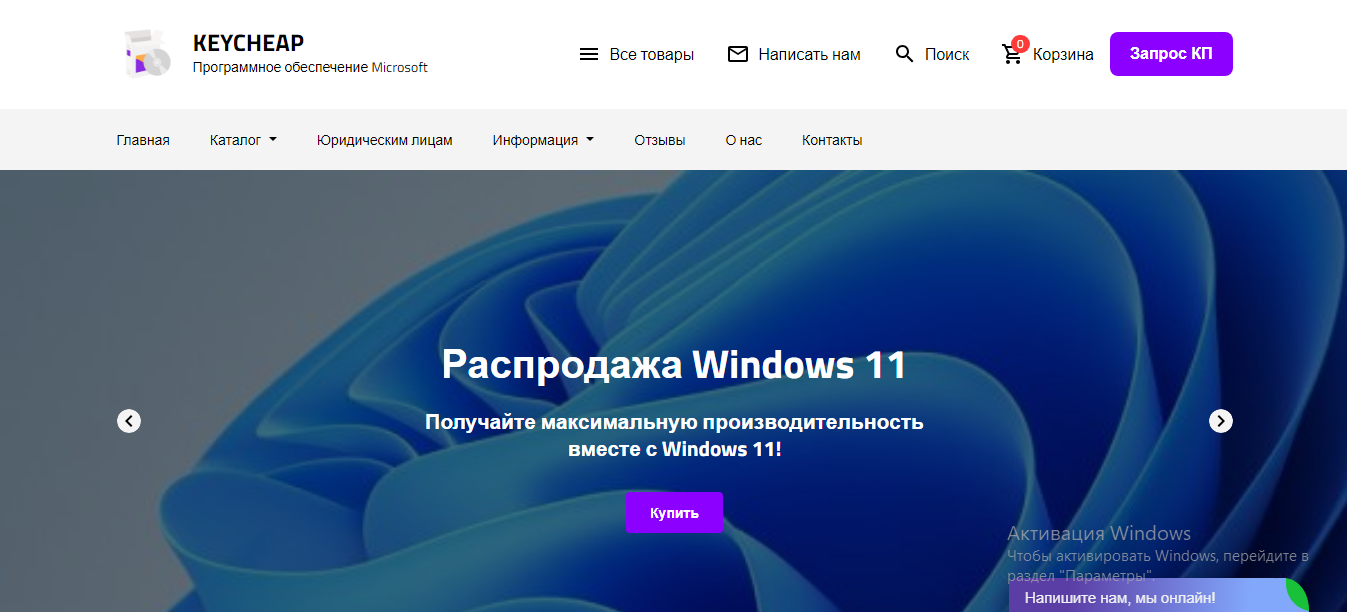 KEYCHEAP
Программное обеспечение Microsoft
Все товары
Написать нам
Поиск
0
Корзина
Запрос КП
Главная
Каталог
Юридическим лицам
Информация
Отзывы
О нас
Контакты
Распродажа Windows 11
Получайте максимальную производительность
вместе с Windows 11!
Купить
Активация Windows
Чтобы активировать Windows, перейдите в
раздел "Параметры".
Напишите нам, мы онлайн!